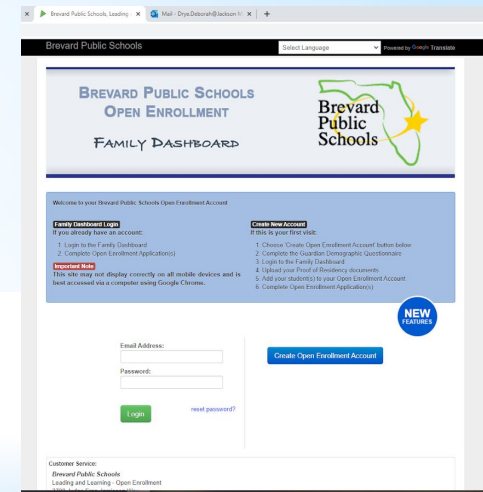 Brevard Public Schools, Leading
Mail - Drye.Deborah@Jackson M
Brevard Public Schools
Select Language
Powered by Google Translate
BREVARD PUBLIC SCHOOLS
OPEN ENROLLMENT
FAMILY DASHBOARD
Brevard
Public
Schools
Welcome to your Brevard Public Schools Open Enrollment Account
Family Dashboard Login
If you already have an account:
1. Login to the Family Dashboard
2. Complete Open Enrollment Application(s)
Important Note
This site may not display correctly on all mobile devices and is
best accessed via a computer using Google Chrome.
Create New Account
If this is your first visit:
1. Choose 'Create Open Enrollment Account' button below
2. Complete the Guardian Demographic Questionnaire
3. Login to the Family Dashboard
4. Upload your Proof of Residency documents
5. Add your student(s) to your Open Enrollment Account
6. Complete Open Enrollment Application(s)
NEW
FEATURES
Email Address:
Password:
Login
reset password?
Create Open Enrollment Account
Customer Service:
Brevard Public Schools
Leading and Learning - Open Enrollment